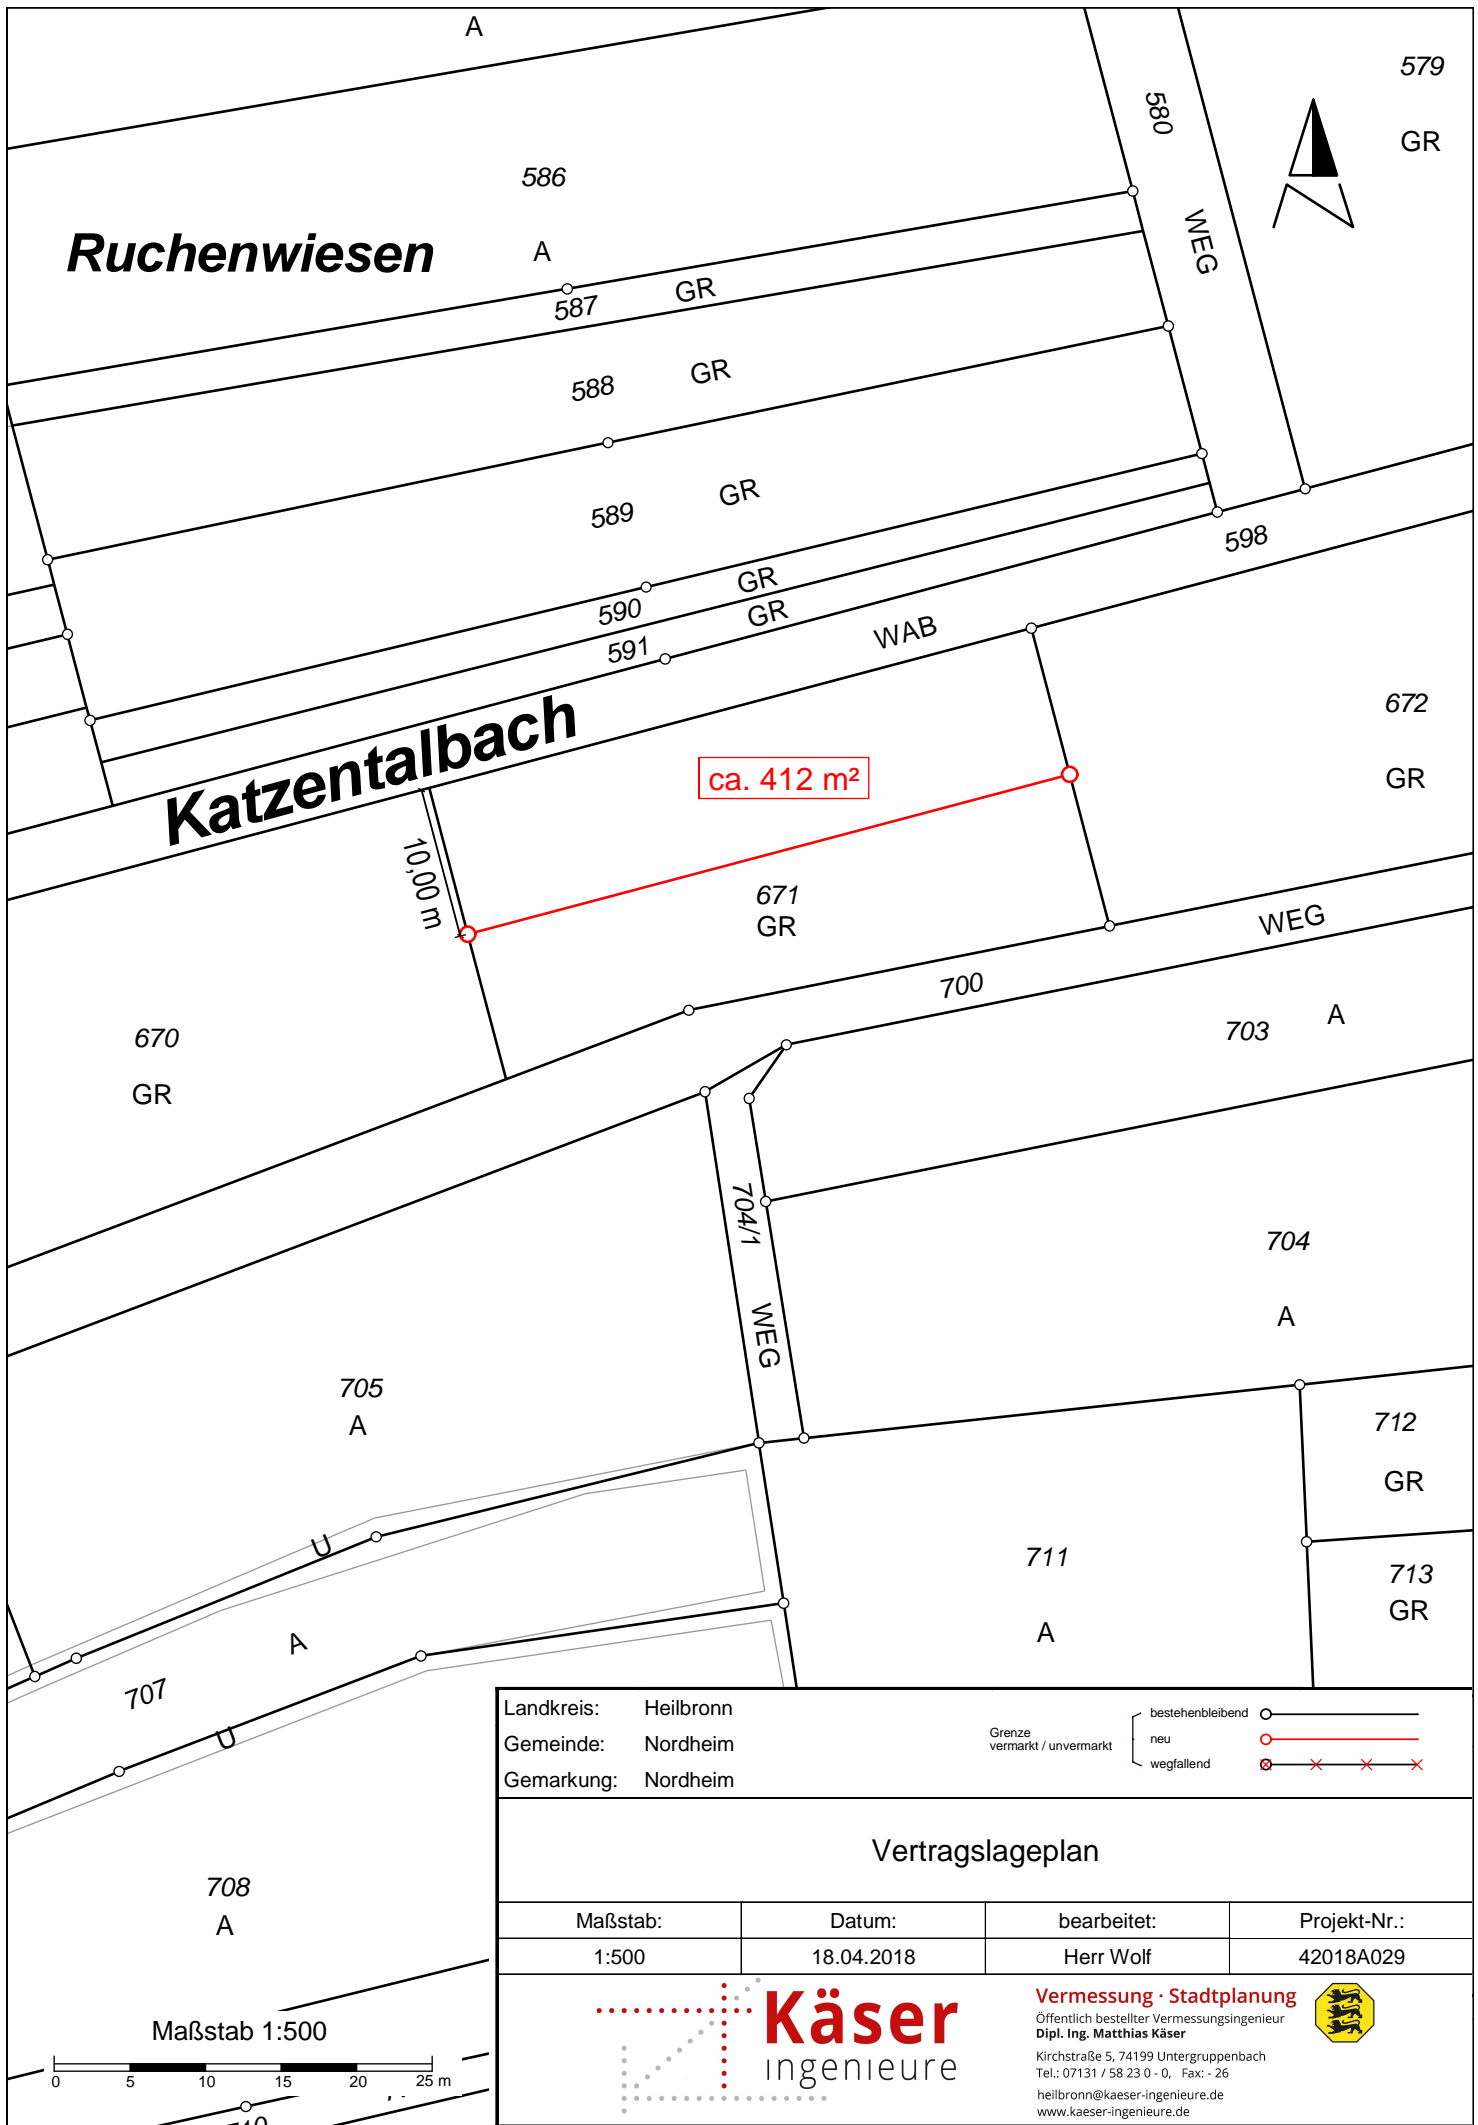 A
579
GR
580
WEG
586
A
Ruchenwiesen
587 GR
588 GR
589 GR
590 GR
591 GR
598
WAB
Katzentalbach
672
GR
ca. 412 m²
10,00 m
671
GR
WEG
700
703 A
670
GR
704/1
WEG
704
A
705
A
712
GR
U
711
A
713
GR
A
707
U
708
A
Landkreis: Heilbronn
Gemeinde: Nordheim
Gemarkung: Nordheim
Grenze
vermarkt / unvermarkt
bestehenbleibend
neu
wegfallend
Vertragslageplan
Maßstab: Datum: bearbeitet: Projekt-Nr.:
1:500 18.04.2018 Herr Wolf 42018A029
Käser
ingenieure
Vermessung · Stadtplanung
Öffentlich bestellter Vermessungsingenieur
Dipl. Ing. Matthias Käser
Kirchstraße 5, 74199 Untergruppenbach
Tel.: 07131 / 58 23 0 - 0, Fax: - 26
heilbronn@kaeser-ingenieure.de
www.kaeser-ingenieure.de
Maßstab 1:500
0 5 10 15 20 25 m